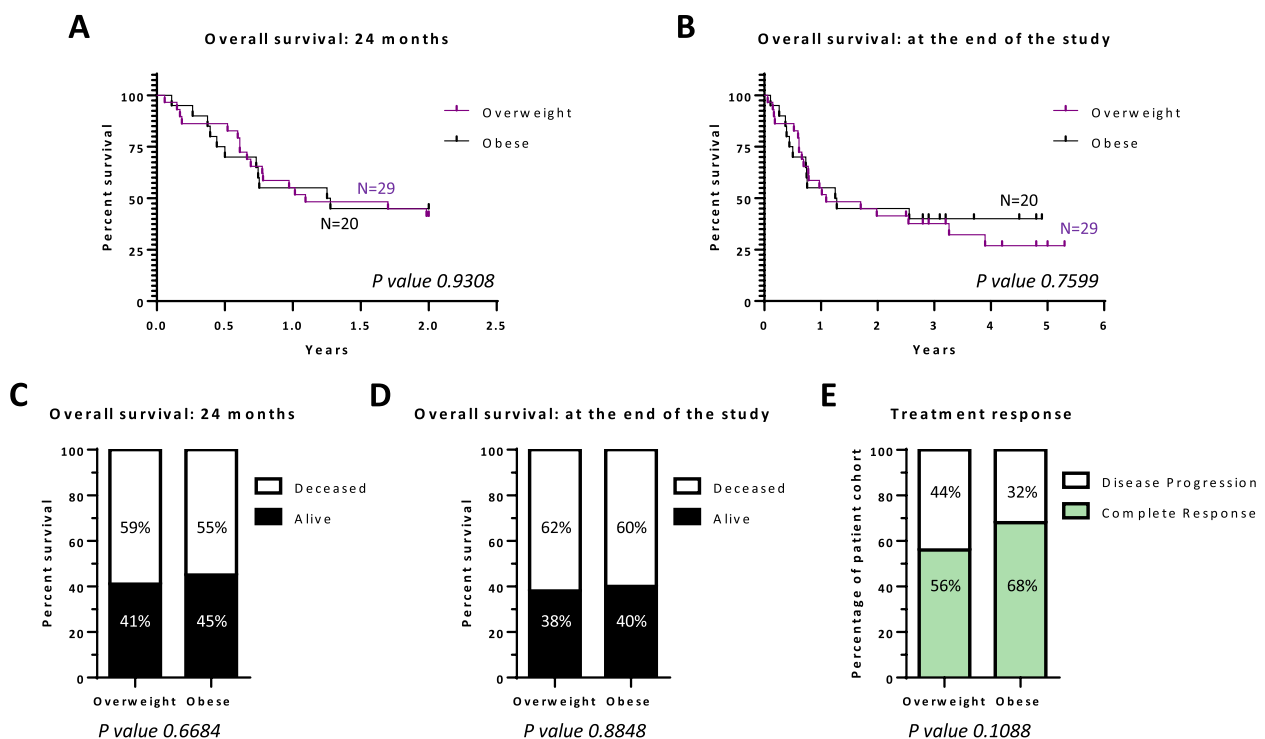 A
Overall survival: 24 months
Percent survival
100
75
50
25
0
0.0 0.5 1.0 1.5 2.0 2.5
Years
Overweight
Obese
N=29
N=20
P value 0.9308
B
Overall survival: at the end of the study
Percent survival
100
75
50
25
0
0 1 2 3 4 5 6
Years
Overweight
Obese
N=20
N=29
P value 0.7599
C
Overall survival: 24 months
Percent survival
100
80
60
40
20
0
59% 55%
41% 45%
Overweight Obese
Deceased
Alive
P value 0.6684
D
Overall survival: at the end of the study
Percent survival
100
80
60
40
20
0
62% 60%
38% 40%
Overweight Obese
Deceased
Alive
P value 0.8848
E
Treatment response
Percentage of patient cohort
100
80
60
40
20
0
44% 32%
56% 68%
Overweight Obese
Disease Progression
Complete Response
P value 0.1088